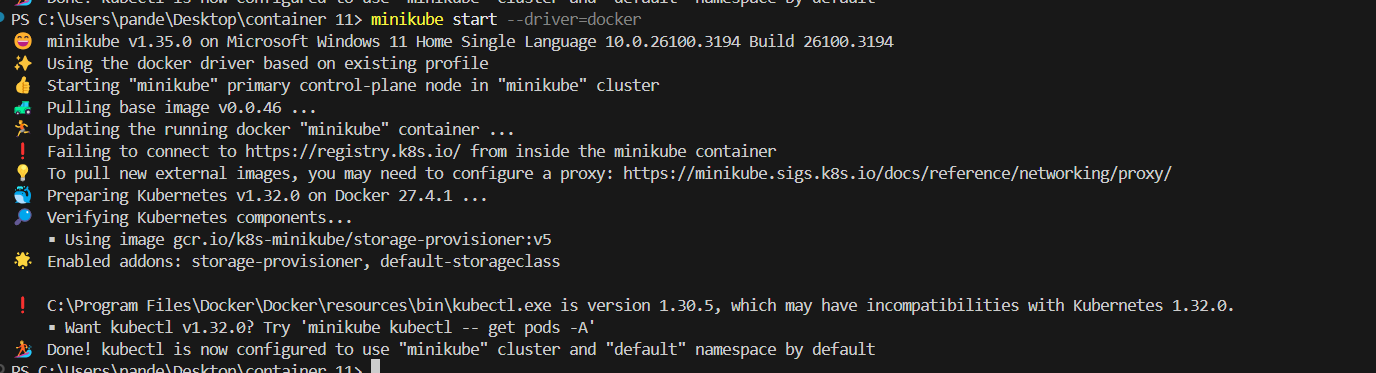 Done! kubectl is now configured to use "minikube" cluster and "default" namespace by default
PS C:\Users\pande\Desktop\container 11> minikube start --driver=docker
😄 minikube v1.35.0 on Microsoft Windows 11 Home Single Language 10.0.26100.3194 Build 26100.3194
✨ Using the docker driver based on existing profile
👍 Starting "minikube" primary control-plane node in "minikube" cluster
🚜 Pulling base image v0.0.46 ...
🏃 Updating the running docker "minikube" container ...
❗ Failing to connect to https://registry.k8s.io/ from inside the minikube container
💡 To pull new external images, you may need to configure a proxy: https://minikube.sigs.k8s.io/docs/reference/networking/proxy/
🐳 Preparing Kubernetes v1.32.0 on Docker 27.4.1 ...
🔎 Verifying Kubernetes components...
▪ Using image gcr.io/k8s-minikube/storage-provisioner:v5
🌟 Enabled addons: storage-provisioner, default-storageclass
❗ C:\Program Files\Docker\Docker\resources\bin\kubectl.exe is version 1.30.5, which may have incompatibilities with Kubernetes 1.32.0.
▪ Want kubectl v1.32.0? Try 'minikube kubectl -- get pods -A'
🏄 Done! kubectl is now configured to use "minikube" cluster and "default" namespace by default
PS C:\Users\pande\Desktop\container 11>